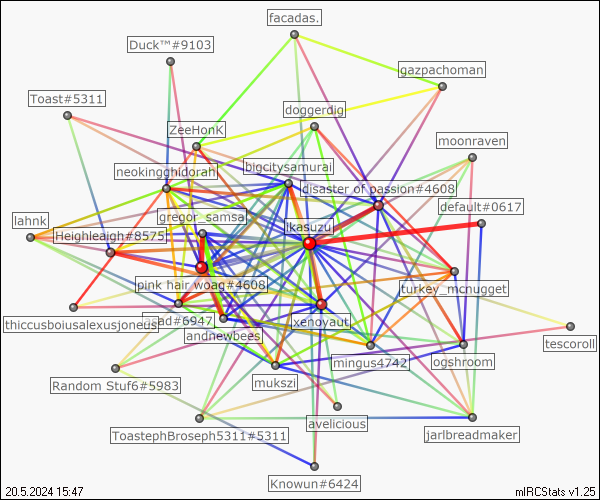 facadas.
Duck™#9103
gazpachoman
Toast#5311
doggerdig
ZeeHonK
moonraven
bigcitysamurai
neokingghidorah
disaster of passion#4608
default#0617
gregor_samsa
ikasuzui
lahnk
Heighleaigh#8575
pink hair woag#4608
turkey_mcnugget
thiccusboiusalexusjoneusi
ad#6947
xenoyaut
andnewbees
tescoroll
mingus4742
ogshroom
Random Stuf6#5983
mukszi
avelicious
ToastephBroseph5311#5311
jarlbreadmaker
Knowun#6424
20.5.2024 15:47
mIRCStats v1.25